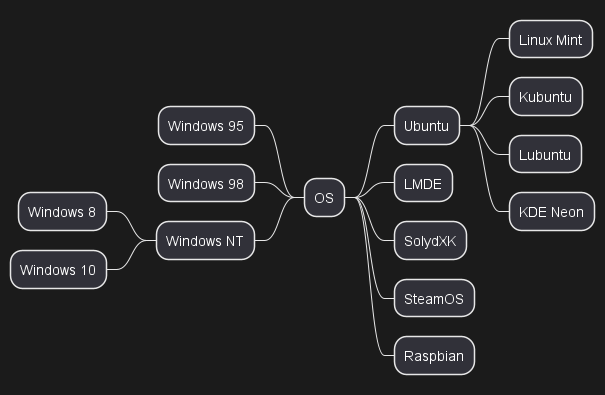 Linux Mint
Kubuntu
Windows 95
Ubuntu
Lubuntu
Windows 98
OS
LMDE
Windows 8
KDE Neon
Windows NT
SolydXK
Windows 10
SteamOS
Raspbian